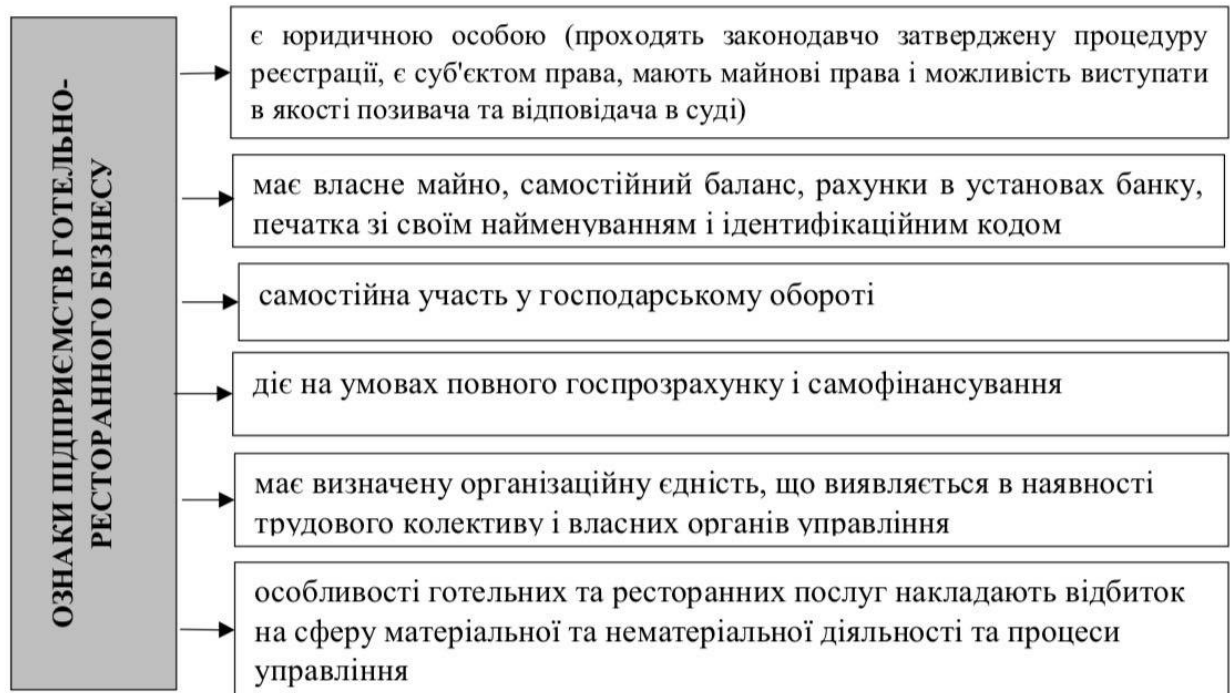 ОЗНАКИ ПІДПРИЄМСТВ ГОТЕЛЬНО-
РЕСТОРАННОГО БІЗНЕСУ
є юридичною особою (проходять законодавчо затверджену процедуру
реєстрації, є суб'єктом права, мають майнові права і можливість виступати
в якості позивача та відповідача в суді)
має власне майно, самостійний баланс, рахунки в установах банку,
печатка зі своїм найменуванням і ідентифікаційним кодом
самостійна участь у господарському обороті
діє на умовах повного госпрозрахунку і самофінансування
має визначену організаційну єдність, що виявляється в наявності
трудового колективу і власних органів управління
особливості готельних та ресторанних послуг накладають відбиток
на сферу матеріальної та нематеріальної діяльності та процеси
управління